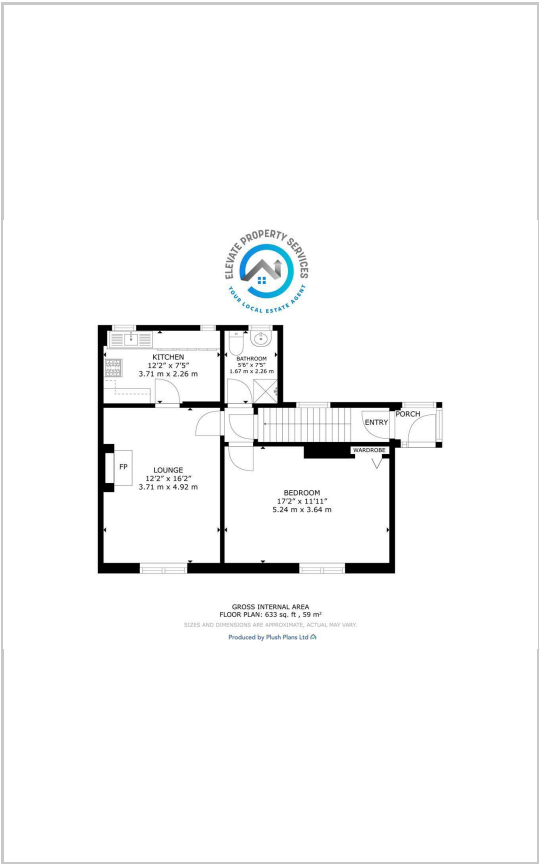 ELEVATE PROPERTY SERVICES
YOUR LOCAL ESTATE AGENT
KITCHEN
12'2" x 7'5"
3.71 m x 2.26 m
BATHROOM
5'6" x 7'5"
1.67 m x 2.26 m
PORCH
ENTRY
WARDROBE
FP
LOUNGE
12'2" x 16'2"
3.71 m x 4.92 m
BEDROOM
17'2" x 11'11"
5.24 m x 3.64 m
GROSS INTERNAL AREA
FLOOR PLAN: 633 sq. ft , 59 m²
SIZES AND DIMENSIONS ARE APPROXIMATE, ACTUAL MAY VARY.
Produced by Plush Plans Ltd